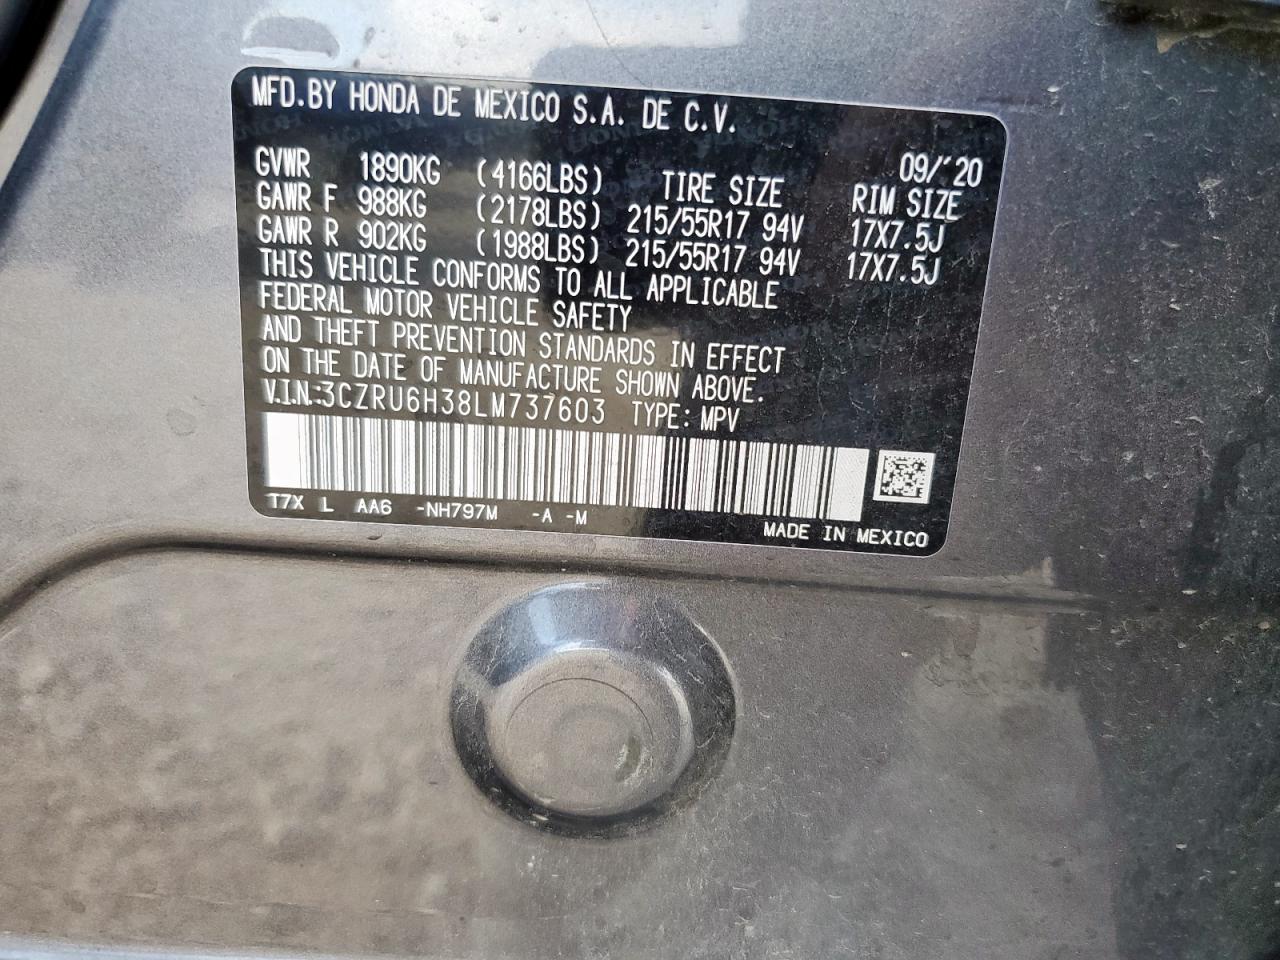 MFD.BY HONDA DE MEXICO S.A. DE C.V.
09/'20
GVWR 1890KG (4166LBS) TIRE SIZE RIM SIZE
GAWR F 988KG (2178LBS) 215/55R17 94V 17X7.5J
GAWR R 902KG (1988LBS) 215/55R17 94V 17X7.5J
THIS VEHICLE CONFORMS TO ALL APPLICABLE
FEDERAL MOTOR VEHICLE SAFETY
AND THEFT PREVENTION STANDARDS IN EFFECT
ON THE DATE OF MANUFACTURE SHOWN ABOVE.
V.I.N.:3CZRU6H38LM737603 TYPE: MPV
T7X L AA6 -NH797M -A -M
MADE IN MEXICO